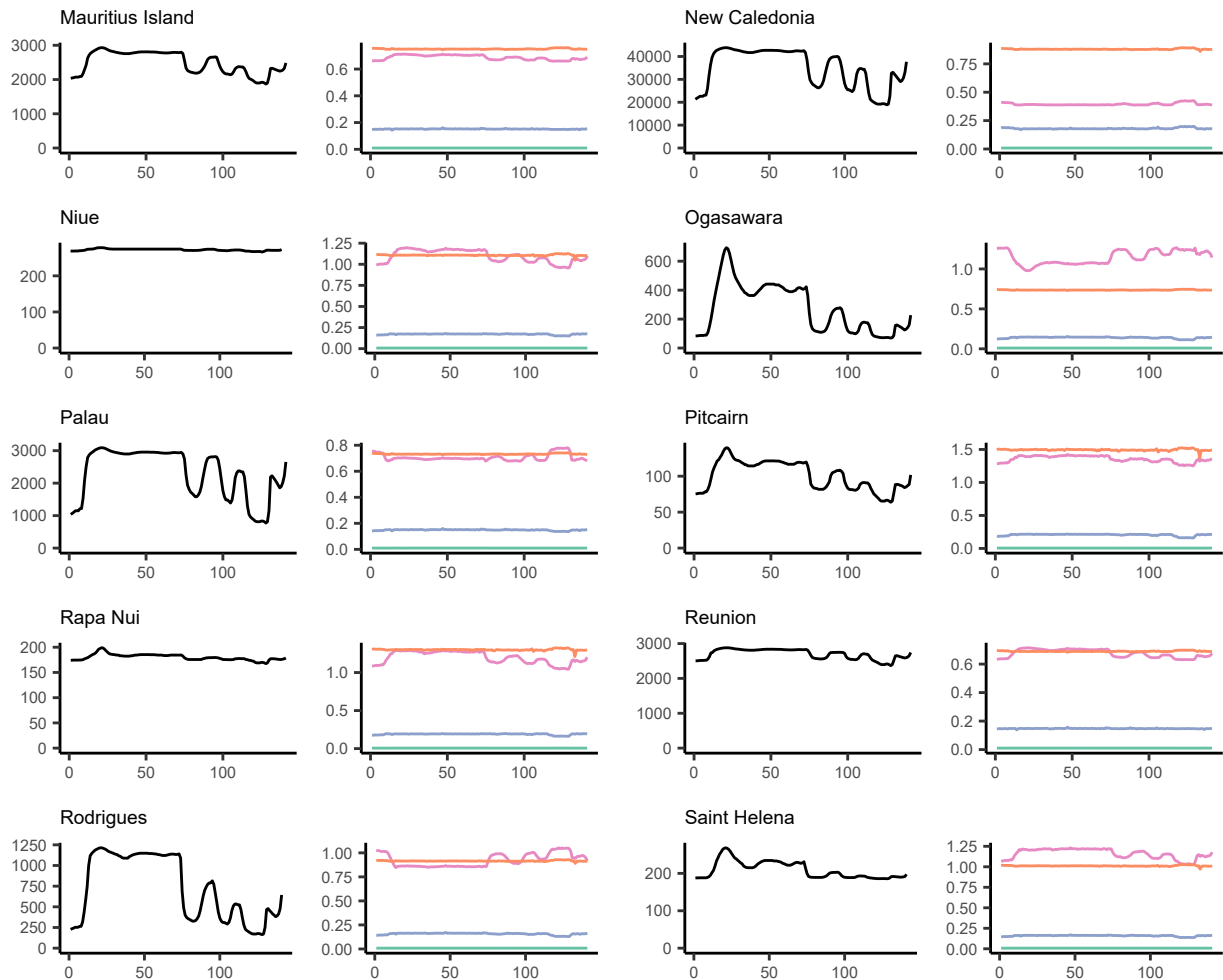 Mauritius Island
3000
2000
1000
0
0 50 100
0.6
0.4
0.2
0.0
0 50 100
New Caledonia
40000
30000
20000
10000
0
0 50 100
0.75
0.50
0.25
0.00
0 50 100
Niue
200
100
0
0 50 100
1.25
1.00
0.75
0.50
0.25
0.00
0 50 100
Ogasawara
600
400
200
0
0 50 100
1.0
0.5
0.0
0 50 100
Palau
3000
2000
1000
0
0 50 100
0.8
0.6
0.4
0.2
0.0
0 50 100
Pitcairn
100
50
0
0 50 100
1.5
1.0
0.5
0.0
0 50 100
Rapa Nui
200
150
100
50
0
0 50 100
1.0
0.5
0.0
0 50 100
Reunion
3000
2000
1000
0
0 50 100
0.6
0.4
0.2
0.0
0 50 100
Rodrigues
1250
1000
750
500
250
0
0 50 100
1.00
0.75
0.50
0.25
0.00
0 50 100
Saint Helena
200
100
0
0 50 100
1.25
1.00
0.75
0.50
0.25
0.00
0 50 100